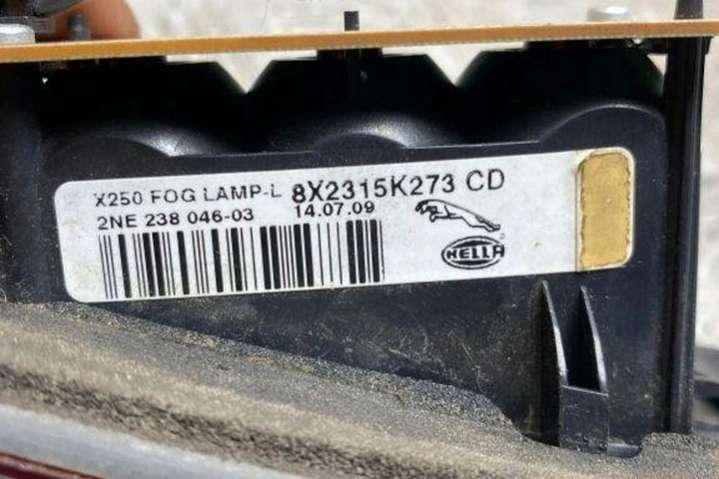 X250 FOG LAMP-L 8X2315K273 CD
2NE 238 046-03 14.07.09
HELLA